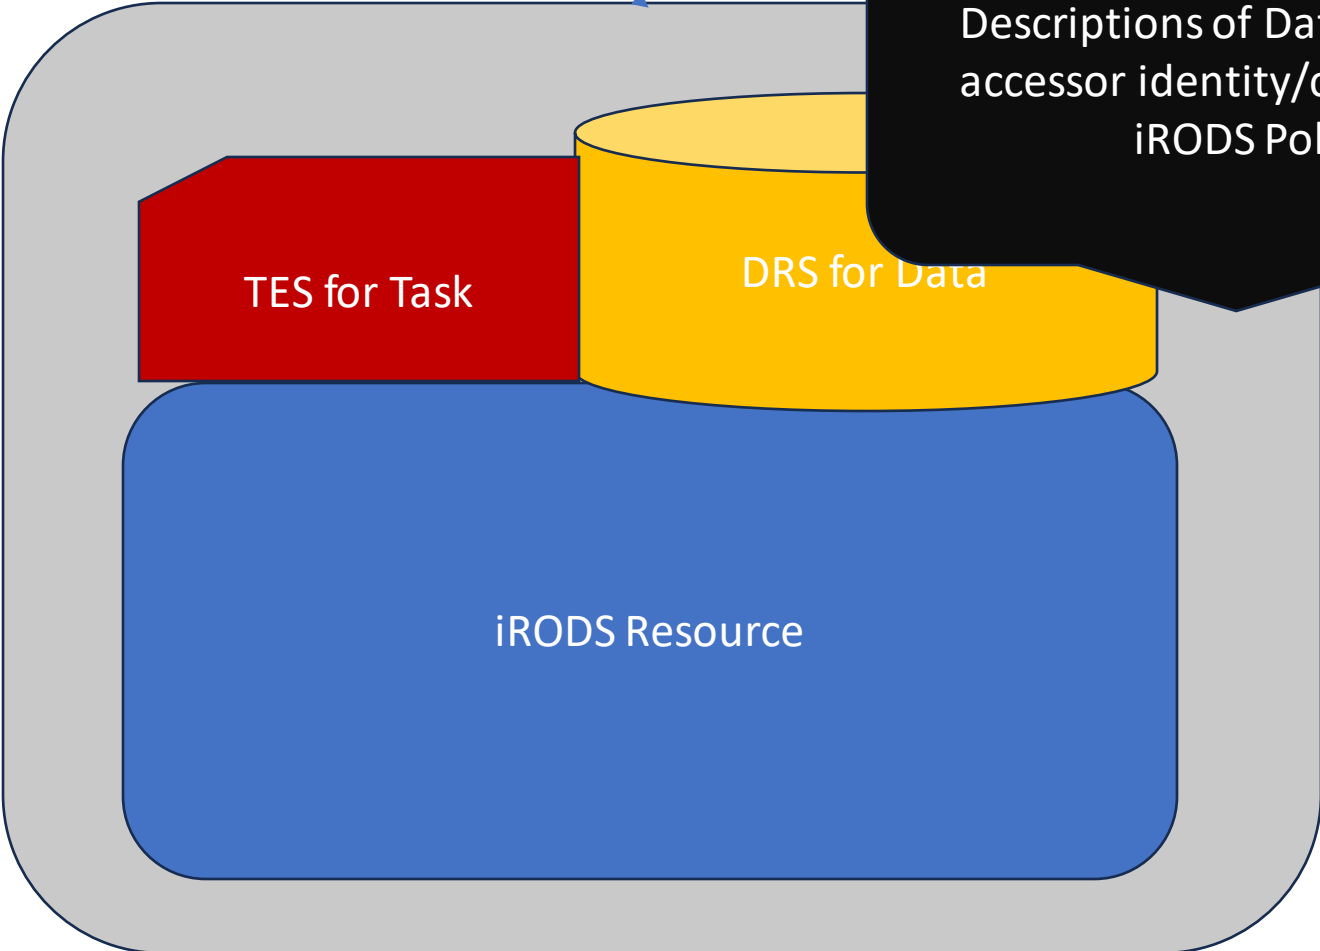 Descriptions of Da
accessor identity/
iRODS Pol
DRS for Data
TES for Task
iRODS Resource